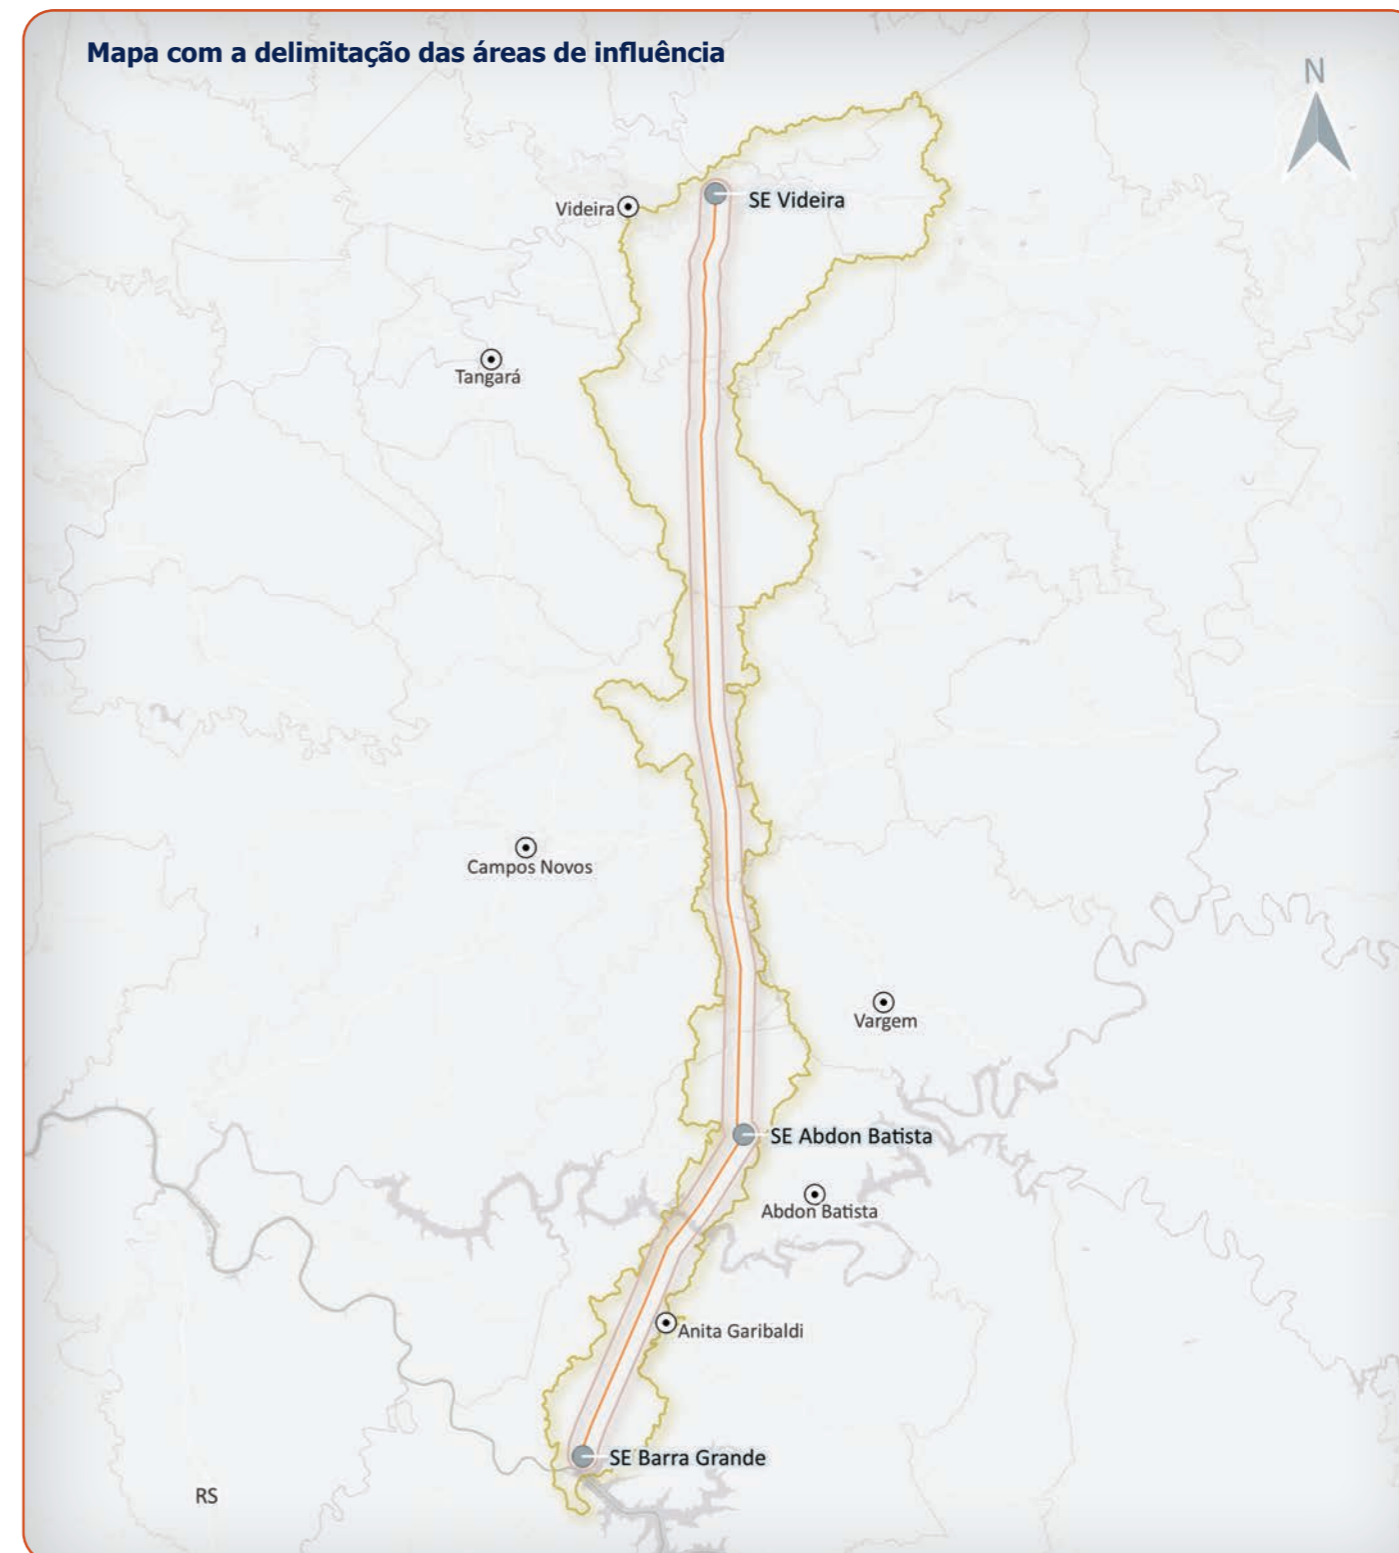 Mapa com a delimitação das áreas de influência
N
Videira
SE Videira
Tangará
Campos Novos
Vargem
SE Abdon Batista
Abdon Batista
Anita Garibaldi
SE Barra Grande
RS